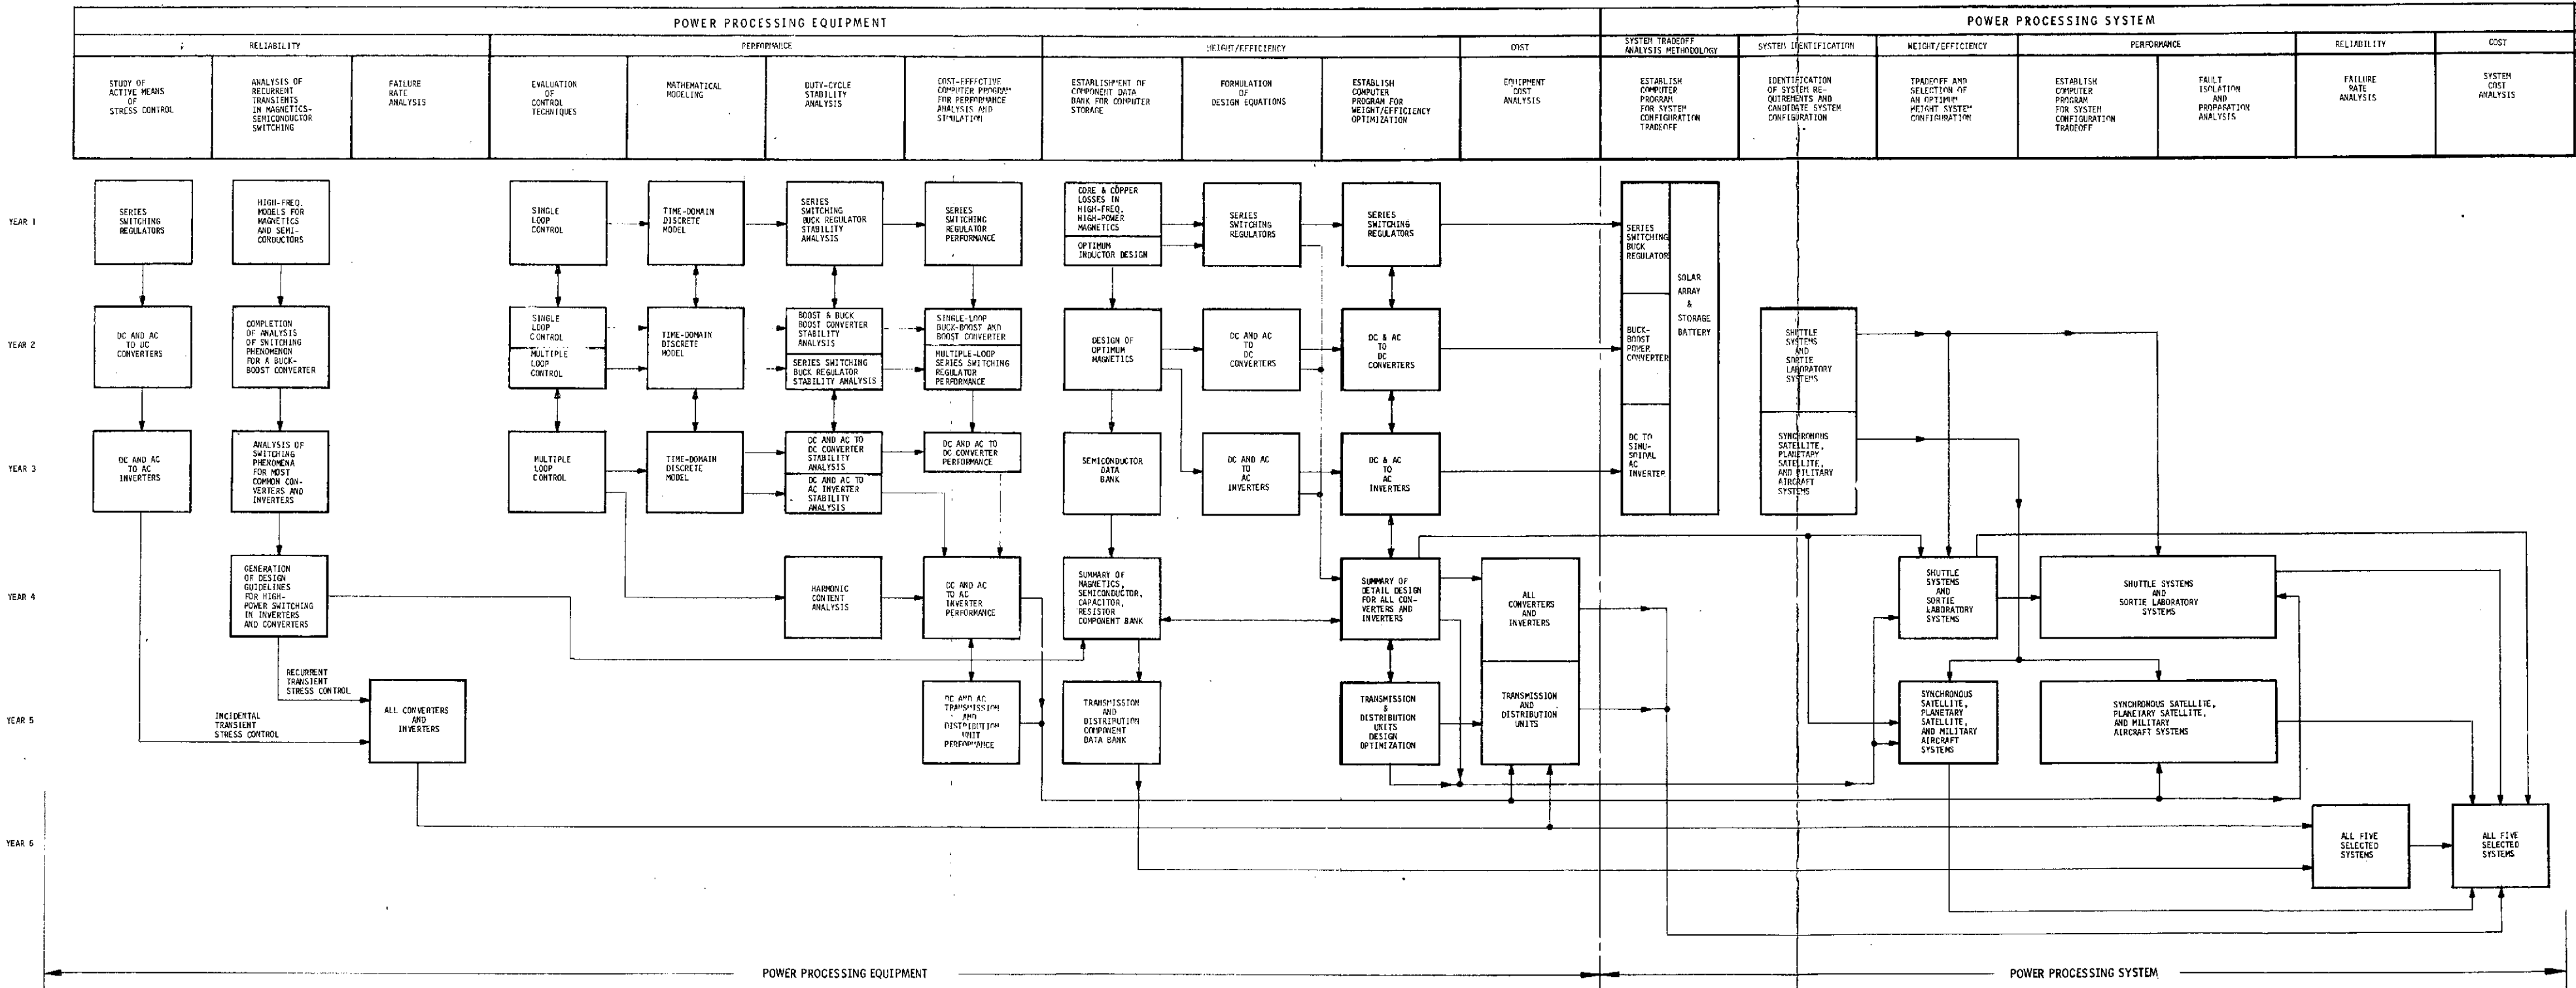 POWER PROCESSING EQUIPMENT
POWER PROCESSING SYSTEM
RELIABILITY
PERFORMANCE
WEIGHT/EFFICIENCY
COST
SYSTEM TRADEOFF
ANALYSIS METHODOLOGY
SYSTEM IDENTIFICATION
WEIGHT/EFFICIENCY
PERFORMANCE
RELIABILITY
COST
STUDY OF
ACTIVE MEANS
OF
STRESS CONTROL
ANALYSIS OF
RECURRENT
TRANSIENTS
IN MAGNETICS-
SEMICONDUCTOR
SWITCHING
FAILURE
RATE
ANALYSIS
EVALUATION
OF
CONTROL
TECHNIQUES
MATHEMATICAL
MODELING
DUTY-CYCLE
STABILITY
ANALYSIS
COST-EFFECTIVE
COMPUTER PROGRAM
FOR PERFORMANCE
ANALYSIS AND
SIMULATION
ESTABLISHMENT OF
COMPONENT DATA
BANK FOR COMPUTER
STORAGE
FORMULATION
OF
DESIGN EQUATIONS
ESTABLISH
COMPUTER
PROGRAM FOR
WEIGHT/EFFICIENCY
OPTIMIZATION
EQUIPMENT
COST
ANALYSIS
ESTABLISH
COMPUTER
PROGRAM
FOR SYSTEM
CONFIGURATION
TRADEOFF
IDENTIFICATION
OF SYSTEM RE-
QUIREMENTS AND
CANDIDATE SYSTEM
CONFIGURATION
TRADEOFF AND
SELECTION OF
AN OPTIMUM
WEIGHT SYSTEM
CONFIGURATION
ESTABLISH
COMPUTER
PROGRAM
FOR SYSTEM
CONFIGURATION
TRADEOFF
FAULT
ISOLATION
AND
PROPAGATION
ANALYSIS
FAILURE
RATE
ANALYSIS
SYSTEM
COST
ANALYSIS
YEAR 1
SERIES
SWITCHING
REGULATORS
HIGH-FREQ.
MODELS FOR
MAGNETICS
AND SEMI-
CONDUCTORS
SINGLE
LOOP
CONTROL
TIME-DOMAIN
DISCRETE
MODEL
SERIES
SWITCHING
BUCK REGULATOR
STABILITY
ANALYSIS
SERIES
SWITCHING
REGULATOR
PERFORMANCE
CORE & COPPER
LOSSES IN
HIGH-FREQ.
HIGH-POWER
MAGNETICS
OPTIMUM
INDUCTOR DESIGN
SERIES
SWITCHING
REGULATORS
SERIES
SWITCHING
REGULATORS
SERIES
SWITCHING
BUCK
REGULATOR
SOLAR
ARRAY
&
STORAGE
BATTERY
YEAR 2
DC AND AC
TO DC
CONVERTERS
COMPLETION
OF ANALYSIS
OF SWITCHING
PHENOMENON
FOR A BUCK-
BOOST CONVERTER
SINGLE
LOOP
CONTROL
MULTIPLE
LOOP
CONTROL
TIME-DOMAIN
DISCRETE
MODEL
BOOST & BUCK
BOOST CONVERTER
STABILITY
ANALYSIS
SERIES SWITCHING
BUCK REGULATOR
STABILITY ANALYSIS
SINGLE-LOOP
BUCK-BOOST AND
BOOST CONVERTER
MULTIPLE-LOOP
SERIES SWITCHING
REGULATOR
PERFORMANCE
DESIGN OF
OPTIMUM
MAGNETICS
DC AND AC
TO
DC
CONVERTERS
DC & AC
TO
DC
CONVERTERS
BUCK-
BOOST
POWER
CONVERTER
SHUTTLE
SYSTEMS
AND
SORTIE
LABORATORY
SYSTEMS
YEAR 3
DC AND AC
TO AC
INVERTERS
ANALYSIS OF
SWITCHING
PHENOMENA
FOR MOST
COMMON CON-
VERTERS AND
INVERTERS
MULTIPLE
LOOP
CONTROL
TIME-DOMAIN
DISCRETE
MODEL
DC AND AC TO
DC CONVERTER
STABILITY
ANALYSIS
DC AND AC TO
AC INVERTER
STABILITY
ANALYSIS
DC AND AC TO
DC CONVERTER
PERFORMANCE
SEMICONDUCTOR
DATA
BANK
DC AND AC
TO
AC
INVERTERS
DC & AC
TO
AC
INVERTERS
DC TO
SINU-
SOIDAL
AC
INVERTER
SYNCHRONOUS
SATELLITE,
PLANETARY
SATELLITE,
AND MILITARY
AIRCRAFT
SYSTEMS
YEAR 4
GENERATION
OF DESIGN
GUIDELINES
FOR HIGH-
POWER SWITCHING
IN INVERTERS
AND CONVERTERS
HARMONIC
CONTENT
ANALYSIS
DC AND AC
TO AC
INVERTER
PERFORMANCE
SUMMARY OF
MAGNETICS,
SEMICONDUCTOR,
CAPACITOR,
RESISTOR
COMPONENT BANK
SUMMARY OF
DETAIL DESIGN
FOR ALL CON-
VERTERS AND
INVERTERS
ALL
CONVERTERS
AND
INVERTERS
SHUTTLE
SYSTEMS
AND
SORTIE
LABORATORY
SYSTEMS
SHUTTLE SYSTEMS
AND
SORTIE LABORATORY
SYSTEMS
RECURRENT
TRANSIENT
STRESS CONTROL
YEAR 5
INCIDENTAL
TRANSIENT
STRESS CONTROL
ALL CONVERTERS
AND
INVERTERS
DC AND AC
TRANSMISSION
AND
DISTRIBUTION
UNIT
PERFORMANCE
TRANSMISSION
AND
DISTRIBUTION
COMPONENT
DATA BANK
TRANSMISSION
&
DISTRIBUTION
UNITS
DESIGN
OPTIMIZATION
TRANSMISSION
AND
DISTRIBUTION
UNITS
SYNCHRONOUS
SATELLITE,
PLANETARY
SATELLITE,
AND MILITARY
AIRCRAFT
SYSTEMS
SYNCHRONOUS SATELLITE,
PLANETARY SATELLITE,
AND MILITARY
AIRCRAFT SYSTEMS
YEAR 6
ALL FIVE
SELECTED
SYSTEMS
ALL FIVE
SELECTED
SYSTEMS
POWER PROCESSING EQUIPMENT
POWER PROCESSING SYSTEM